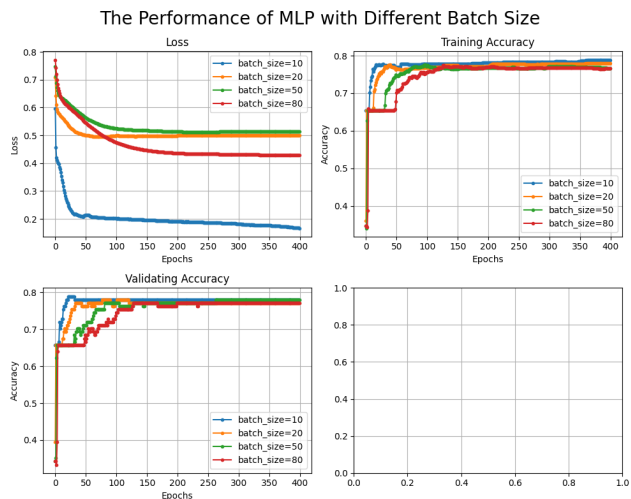 The Performance of MLP with Different Batch Size
Loss
0.8
0.7
0.6
0.5
0.4
0.3
0.2
Loss
0 50 100 150 200 250 300 350 400
Epochs
batch_size=10
batch_size=20
batch_size=50
batch_size=80
Training Accuracy
0.8
0.7
0.6
0.5
0.4
Accuracy
0 50 100 150 200 250 300 350 400
Epochs
batch_size=10
batch_size=20
batch_size=50
batch_size=80
Validating Accuracy
0.8
0.7
0.6
0.5
0.4
Accuracy
0 50 100 150 200 250 300 350 400
Epochs
batch_size=10
batch_size=20
batch_size=50
batch_size=80
1.0
0.8
0.6
0.4
0.2
0.0
0.0 0.2 0.4 0.6 0.8 1.0